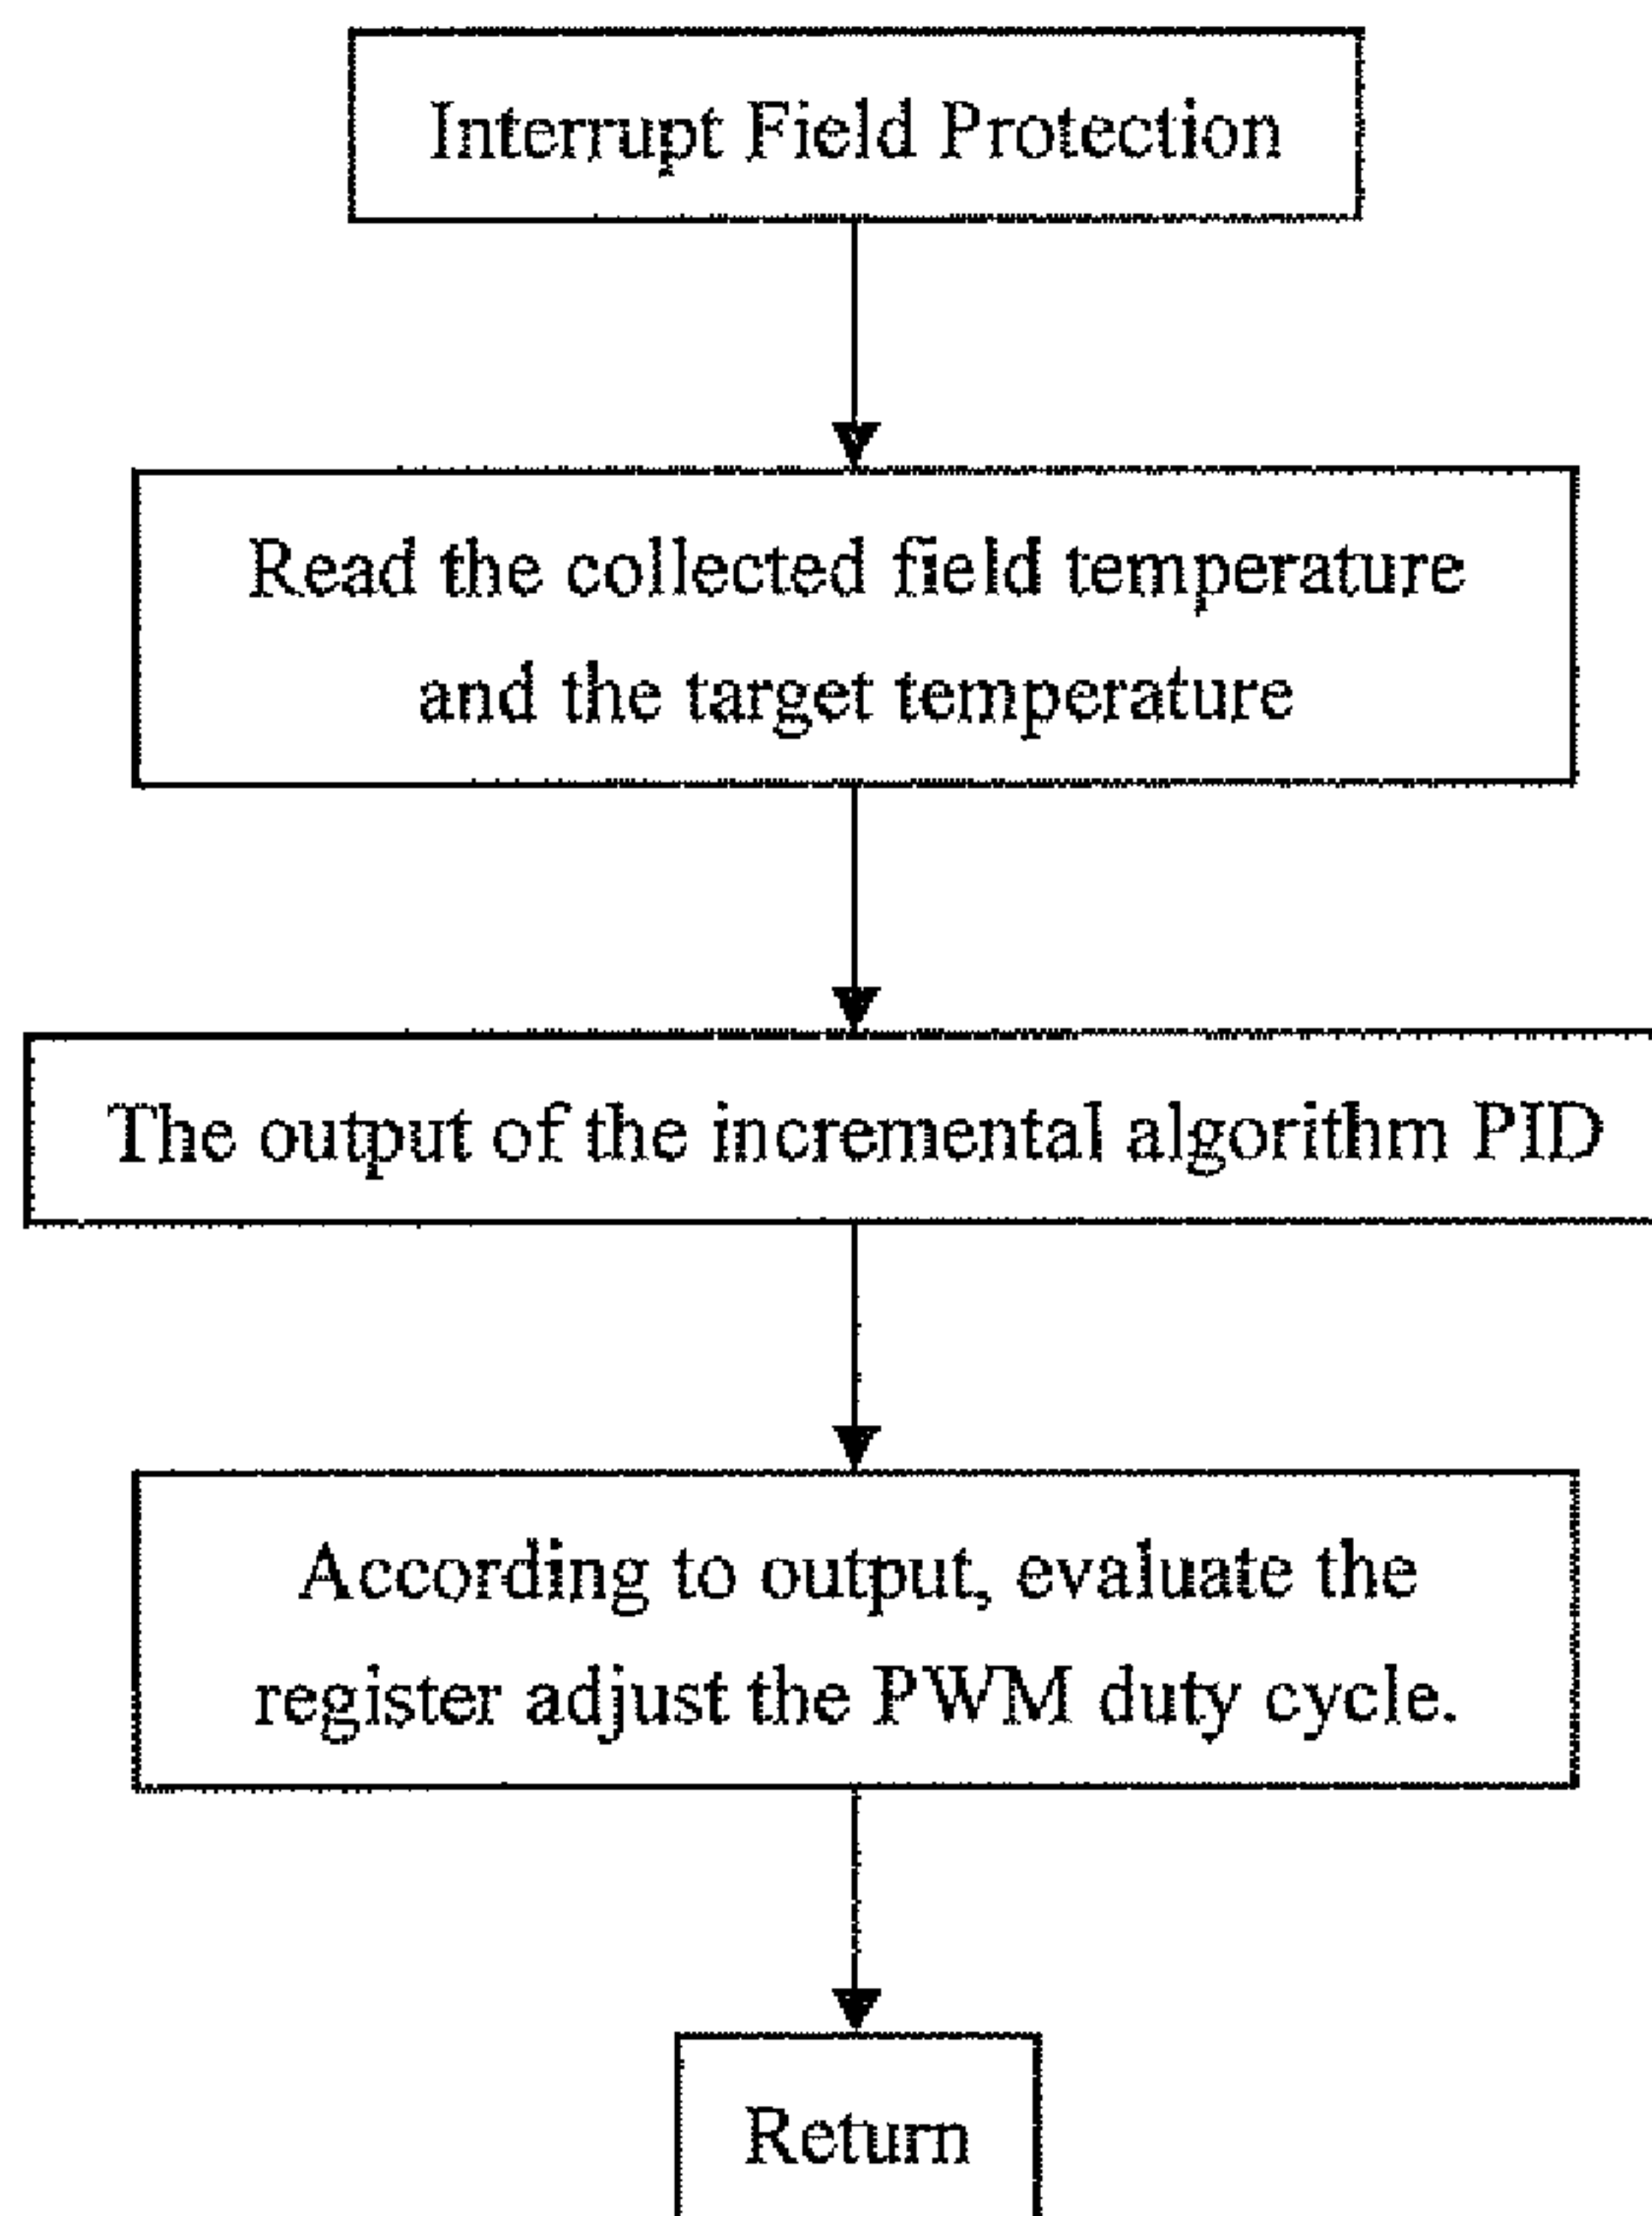 Interrupt Field Protection
Read the collected field temperature
and the target temperature
The output of the incremental algorithm PID
According to output, evaluate the
register adjust the PWM duty cycle.
Return